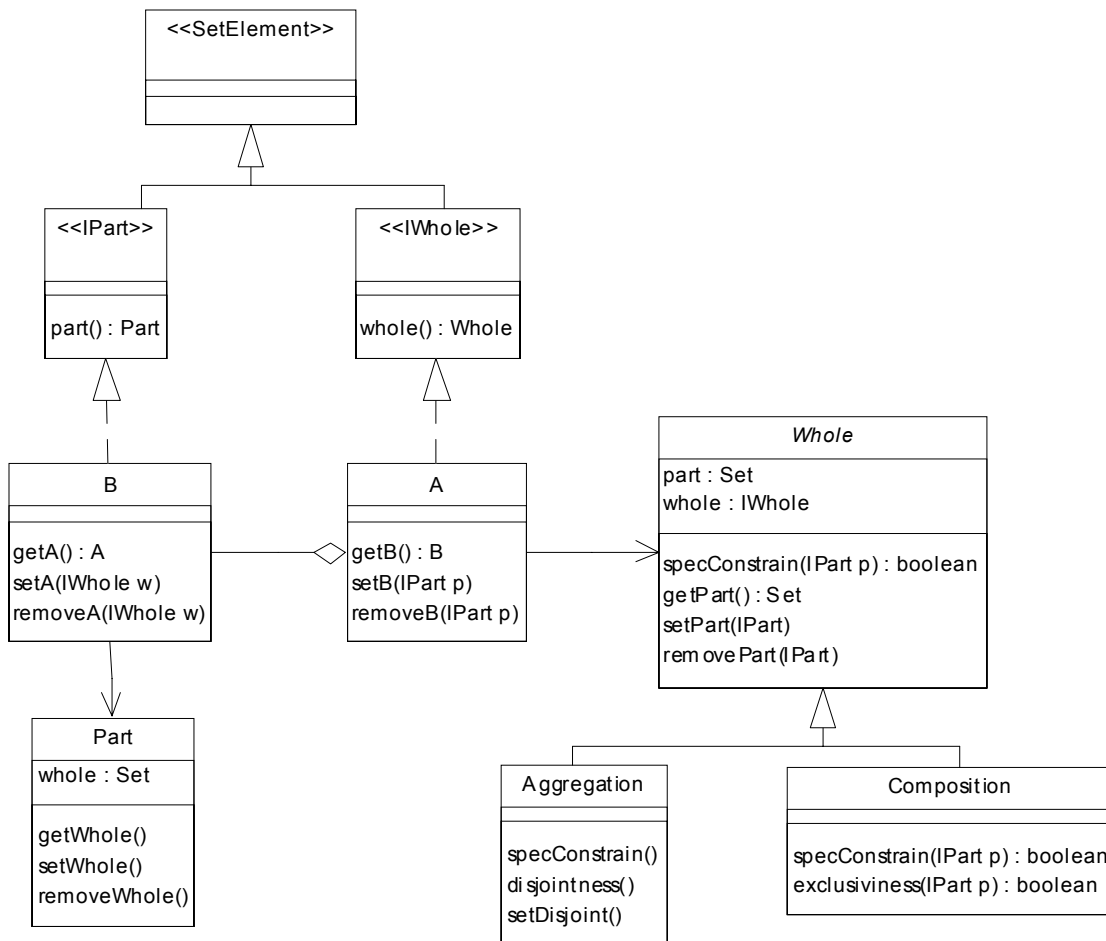 <<SetElement>>
<<IPart>>
part() : Part
<<IWhole>>
whole() : Whole
B
getA() : A
setA(IWhole w)
removeA(IWhole w)
A
getB() : B
setB(IPart p)
removeB(IPart p)
Whole
part : Set
whole : IWhole
specConstrain(IPart p) : boolean
getPart() : Set
setPart(IPart)
removePart(IPart)
Part
whole : Set
getWhole()
setWhole()
removeWhole()
Aggregation
specConstrain()
disjointness()
setDisjoint()
Composition
specConstrain(IPart p) : boolean
exclusiviness(IPart p) : boolean